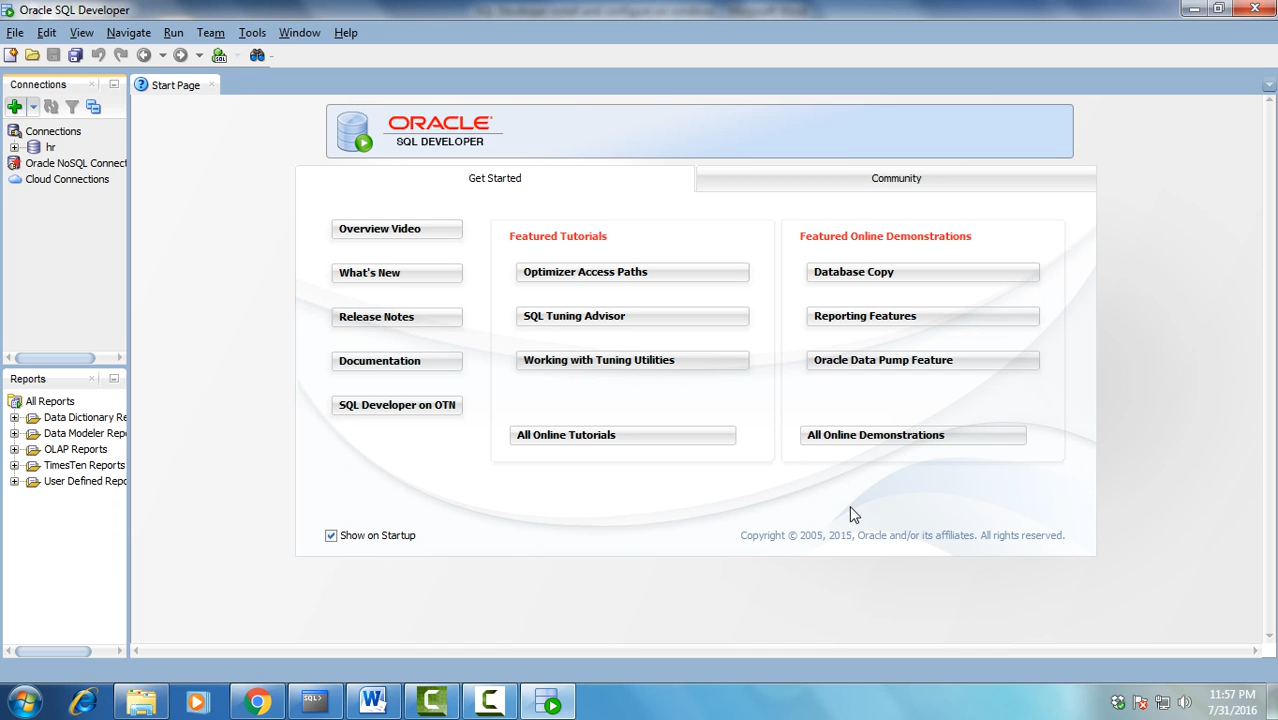 Oracle SQL Developer
File Edit View Navigate Run Team Tools Window Help
Connections
Start Page
Connections
hr
Oracle NoSQL Connect
Cloud Connections
ORACLE
SQL DEVELOPER
Get Started
Community
Overview Video
What's New
Release Notes
Documentation
SQL Developer on OTN
Featured Tutorials
Optimizer Access Paths
SQL Tuning Advisor
Working with Tuning Utilities
All Online Tutorials
Featured Online Demonstrations
Database Copy
Reporting Features
Oracle Data Pump Feature
All Online Demonstrations
Show on Startup
Copyright © 2005, 2015, Oracle and/or its affiliates. All rights reserved.
Reports
All Reports
Data Dictionary Re
Data Modeler Repo
OLAP Reports
TimesTen Reports
User Defined Repo
SQL>
11:57 PM
7/31/2016